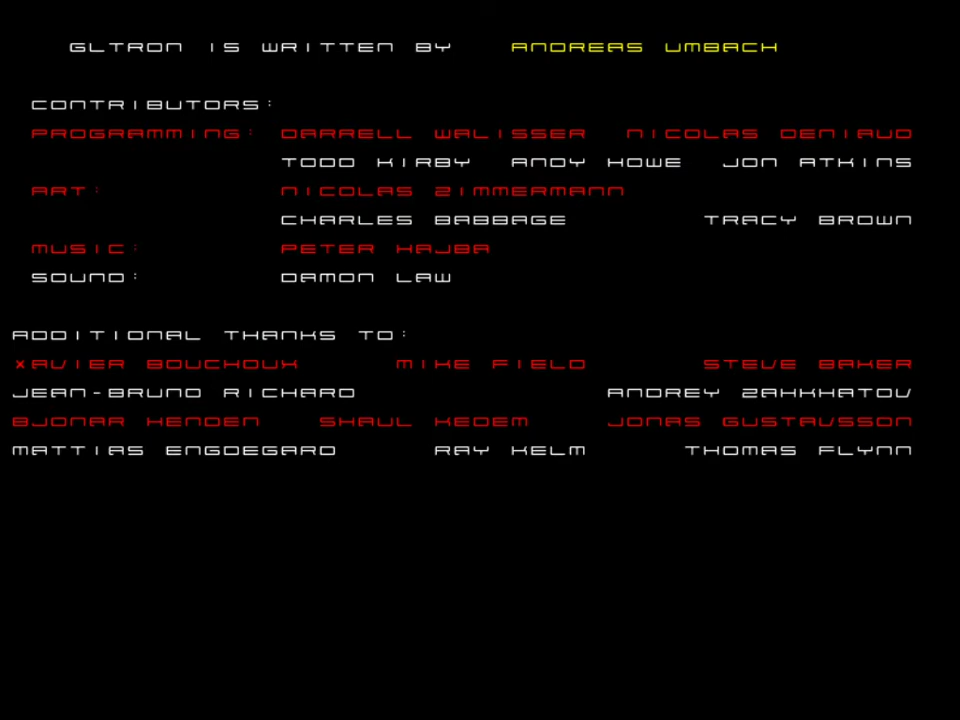 GLTRON IS WRITTEN BY ANDREAS UMBACH
CONTRIBUTORS:
PROGRAMMING: DARRELL WALISSER NICOLAS DENIAUD
TODD KIRBY ANDY HOWE JON ATKINS
ART: NICOLAS ZIMMERMANN
CHARLES BABBAGE TRACY BROWN
MUSIC: PETER HAJBA
SOUND: DAMON LAW
ADDITIONAL THANKS TO:
XAVIER BOUCHOUX MIKE FIELD STEVE BAKER
JEAN-BRUNO RICHARD ANDREY ZAHKHATOV
BJONAR HENDEN SHAUL KEDEM JONAS GUSTAVSSON
MATTIAS ENGDEGARD RAY KELM THOMAS FLYNN